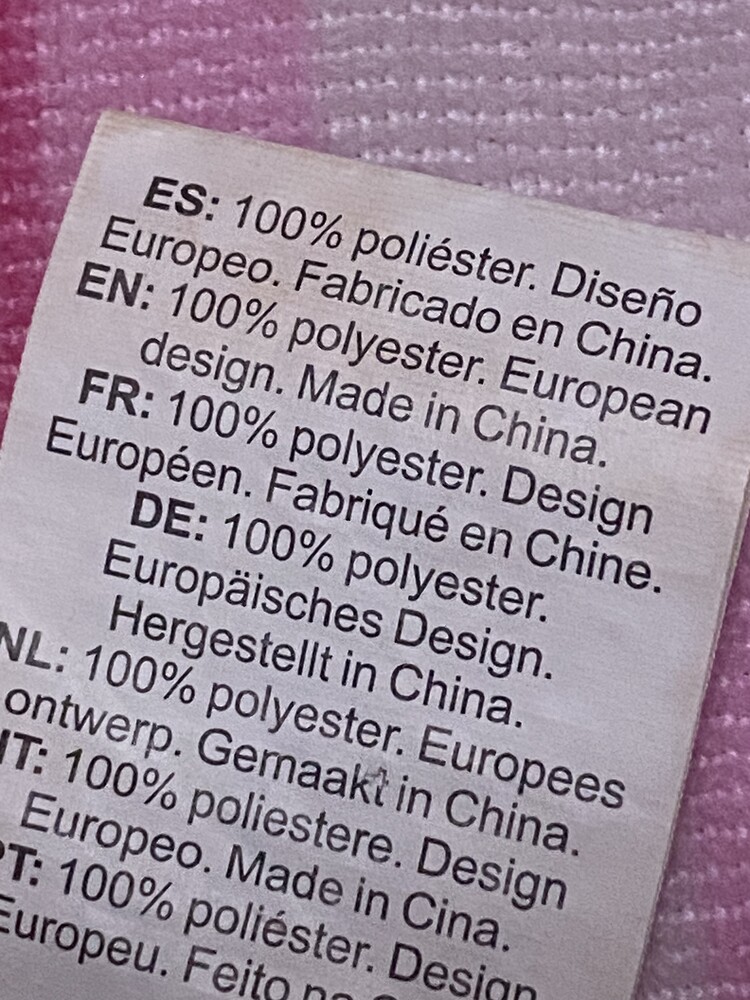 ES: 100% poliéster. Diseño
Europeo. Fabricado en China.
EN: 100% polyester. European
design. Made in China.
FR: 100% polyester. Design
Européen. Fabriqué en Chine.
DE: 100% polyester.
Europäisches Design.
Hergestellt in China.
NL: 100% polyester. Europees
ontwerp. Gemaakt in China.
IT: 100% poliestere. Design
Europeo. Made in Cina.
PT: 100% poliéster. Design
Europeu. Feito na